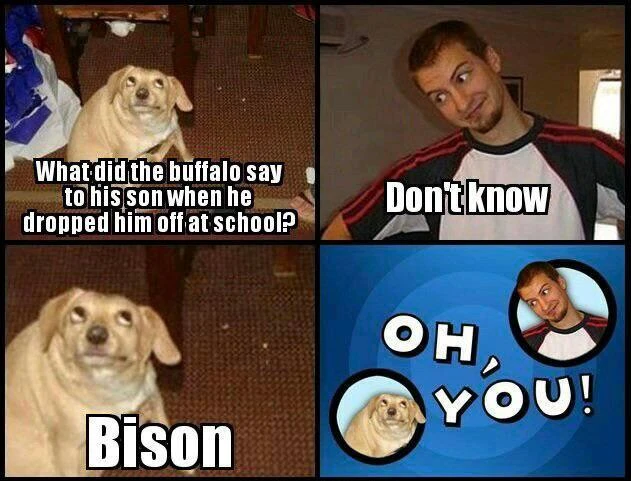 What did the buffalo say
to his son when he
dropped him off at school?
Don't know
Bison
OH,
YOU!